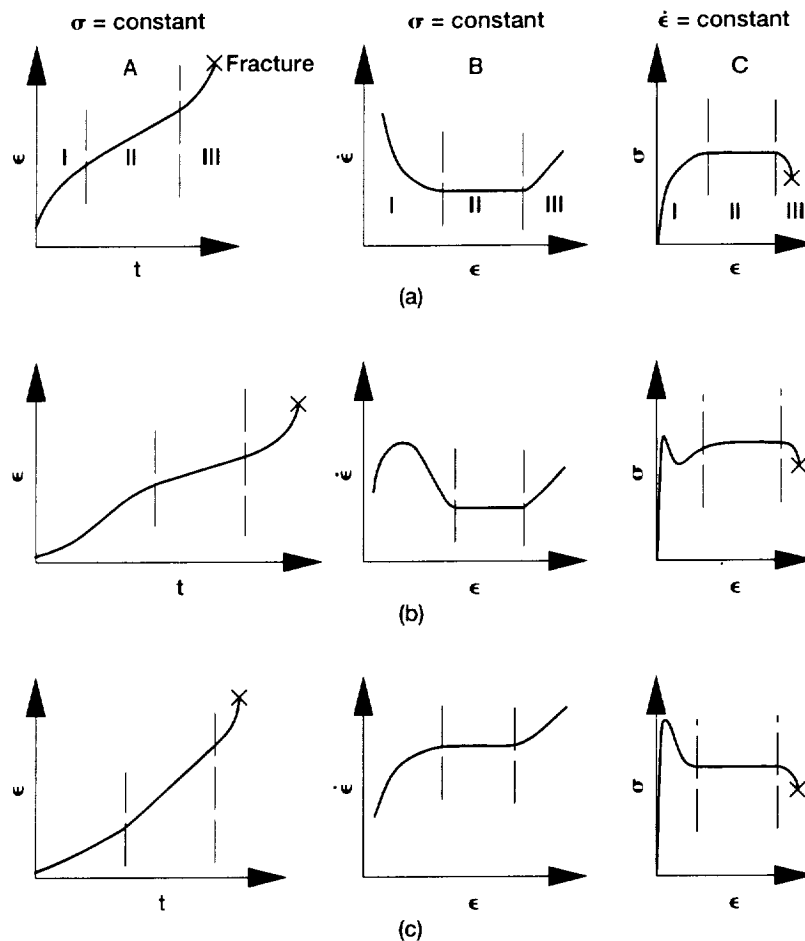 σ = constant
σ = constant
ε̇ = constant
A
B
C
Fracture
ϵ
I
II
III
t
ϵ̇
I
II
III
ϵ
σ
I
II
III
ϵ
(a)
ϵ
t
ϵ̇
ϵ
σ
ϵ
(b)
ϵ
t
ϵ̇
ϵ
σ
ϵ
(c)